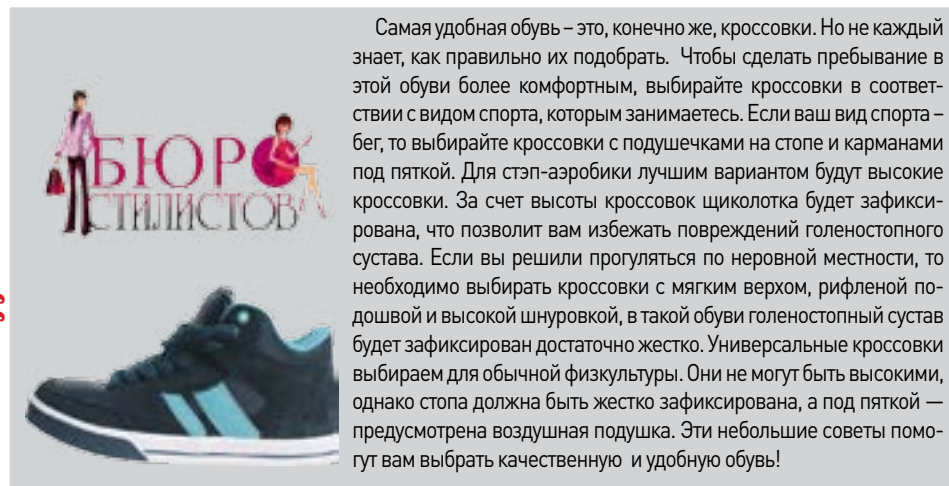 БЮРО
СТИЛИСТОВ
Самая удобная обувь – это, конечно же, кроссовки. Но не каждый
знает, как правильно их подобрать. Чтобы сделать пребывание в
этой обуви более комфортным, выбирайте кроссовки в соответ-
ствии с видом спорта, которым занимаетесь. Если ваш вид спорта –
бег, то выбирайте кроссовки с подушечками на стопе и карманами
под пяткой. Для стэп-аэробики лучшим вариантом будут высокие
кроссовки. За счет высоты кроссовок щиколотка будет зафикси-
рована, что позволит вам избежать повреждений голеностопного
сустава. Если вы решили прогуляться по неровной местности, то
необходимо выбирать кроссовки с мягким верхом, рифленой по-
дошвой и высокой шнуровкой, в такой обуви голеностопный сустав
будет зафиксирован достаточно жестко. Универсальные кроссовки
выбираем для обычной физкультуры. Они не могут быть высокими,
однако стопа должна быть жестко зафиксирована, а под пяткой —
предусмотрена воздушная подушка. Эти небольшие советы помо-
гут вам выбрать качественную и удобную обувь!